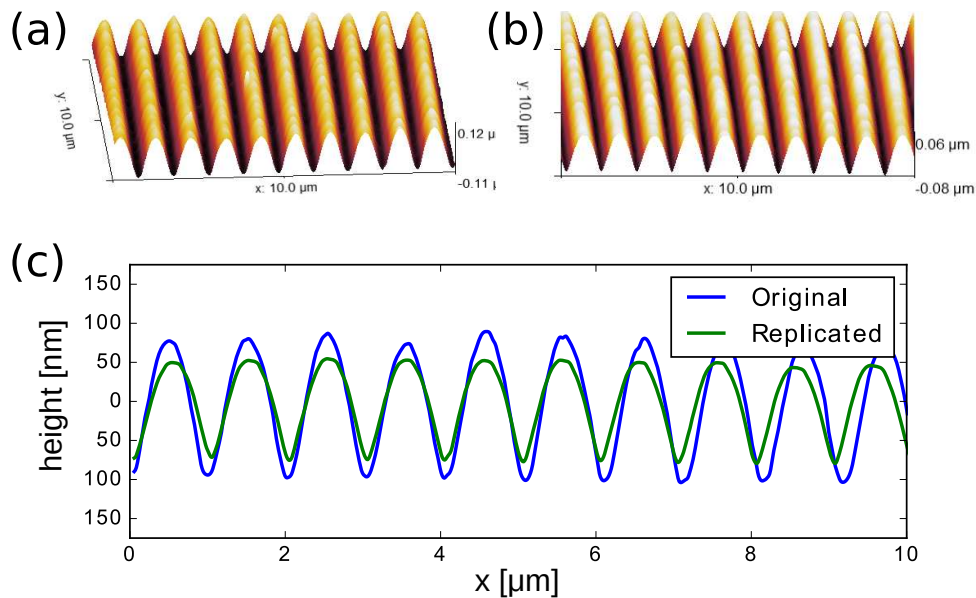 (a)
y: 10.0 µm
x: 10.0 µm
0.12 µ
-0.11
(b)
y: 10.0 µm
x: 10.0 µm
0.06 µm
-0.08 µm
(c)
height [nm]
150
100
50
0
50
100
150
0 2 4 6 8 10
x [µm]
Original
Replicated